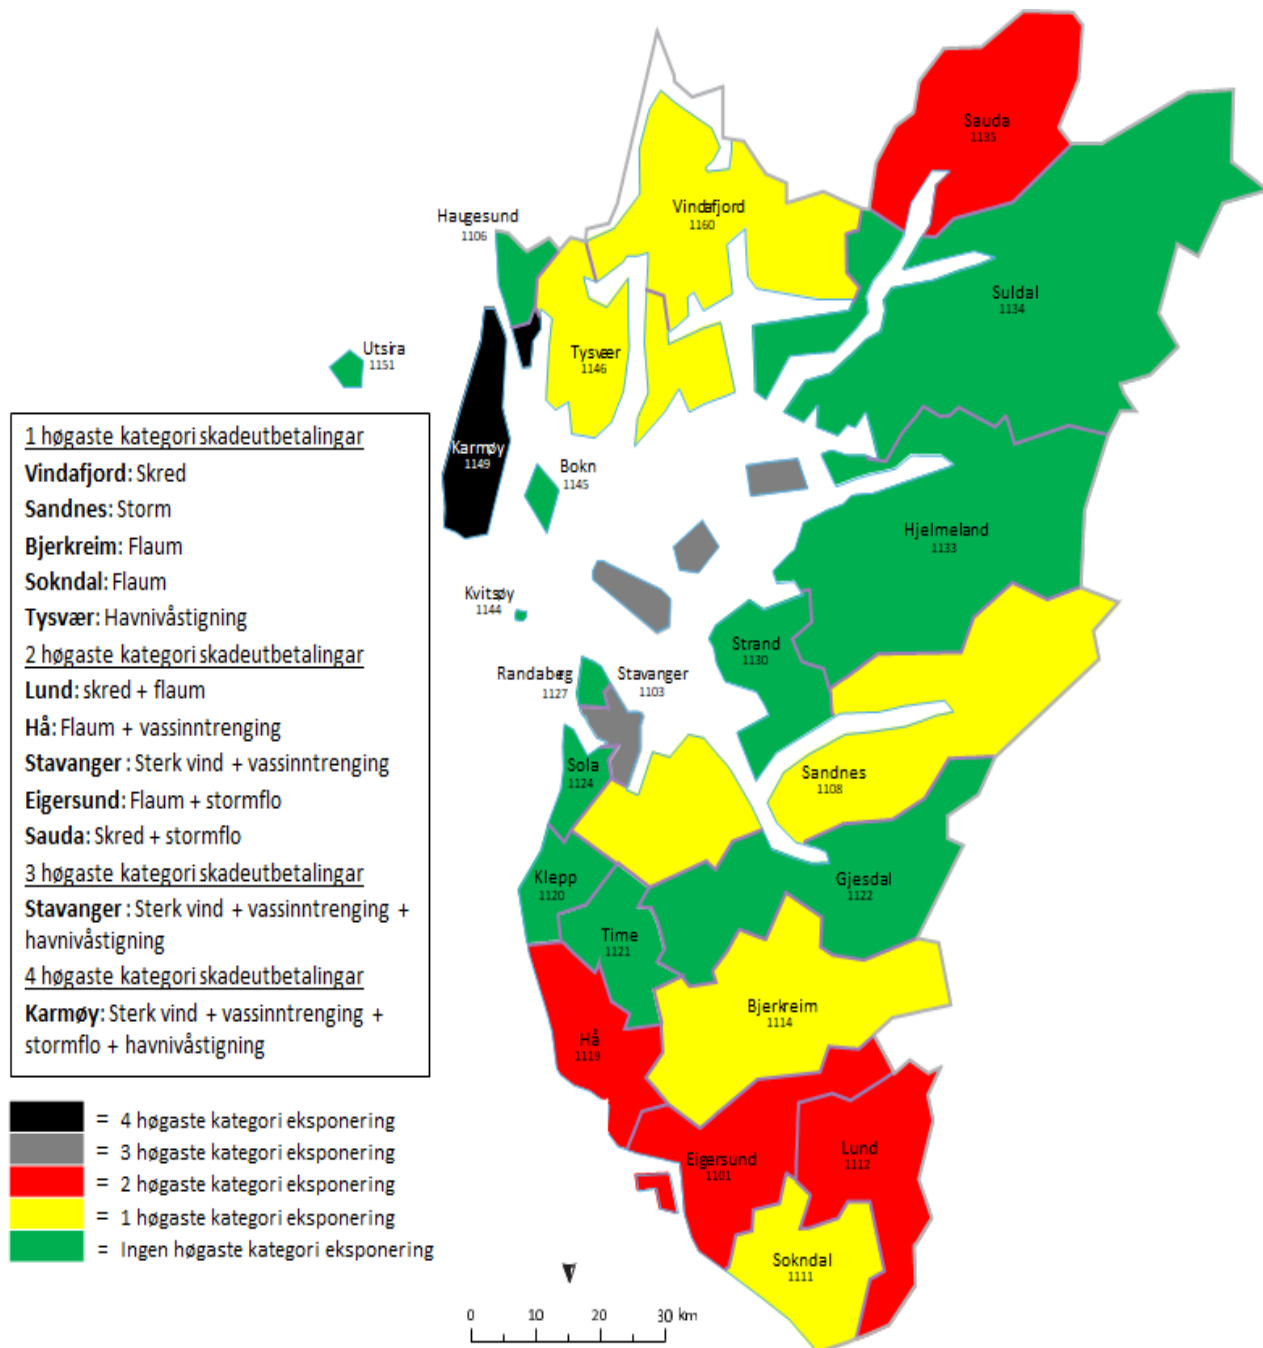 Sauda
1135
Vindafjord
1160
Haugesund
1106
Suldal
1134
Utsira
1151
Tysvær
1146
1 høgaste kategori skadeutbetalingar
Vindafjord: Skred
Sandnes: Storm
Bjerkreim: Flaum
Sokndal: Flaum
Tysvær: Havnivåstigning
2 høgaste kategori skadeutbetalingar
Lund: skred + flaum
Hå: Flaum + vassinntrenging
Stavanger : Sterk vind + vassinntrenging
Eigersund: Flaum + stormflo
Sauda: Skred + stormflo
3 høgaste kategori skadeutbetalingar
Stavanger : Sterk vind + vassinntrenging +
havnivåstigning
4 høgaste kategori skadeutbetalingar
Karmøy: Sterk vind + vassinntrenging +
stormflo + havnivåstigning
Karmøy
1149
Bokn
1145
Hjelmeland
1133
Kvitsøy
1144
Strand
1130
Randaberg
1127
Stavanger
1103
Sola
1124
Sandnes
1108
Klepp
1120
Gjesdal
1122
Time
1121
Bjerkreim
1114
Hå
1119
Lund
1112
Eigersund
1101
Sokndal
1111
= 4 høgaste kategori eksponering
= 3 høgaste kategori eksponering
= 2 høgaste kategori eksponering
= 1 høgaste kategori eksponering
= Ingen høgaste kategori eksponering
0 10 20 30 km